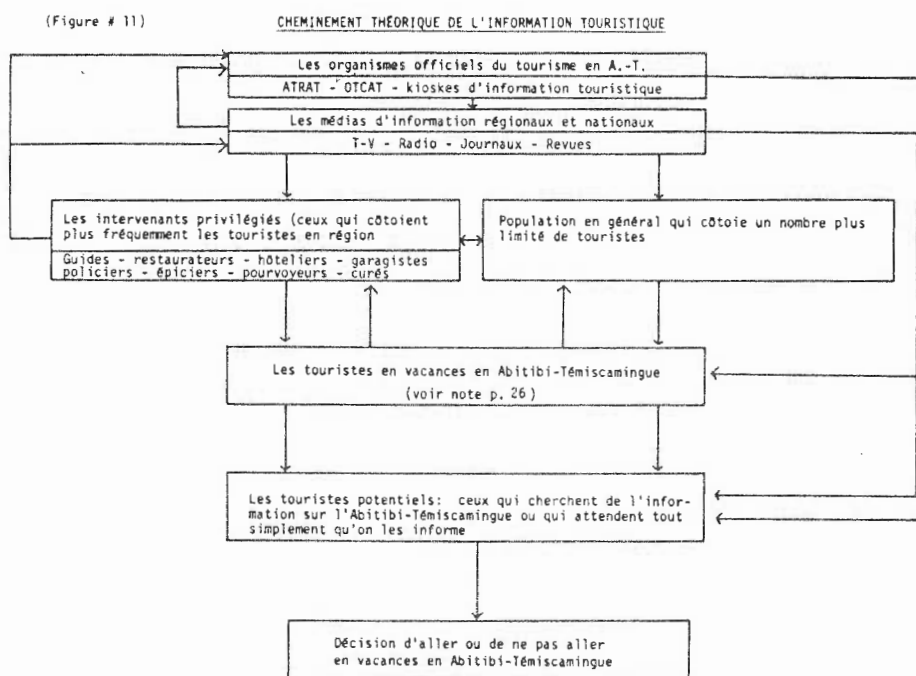 (Figure # 11)
CHEMINEMENT THÉORIQUE DE L'INFORMATION TOURISTIQUE
Les organismes officiels du tourisme en A.-T.
ATRAT - OTCAT - kioskes d'information touristique
Les médias d'information régionaux et nationaux
T-V - Radio - Journaux - Revues
Les intervenants privilégiés (ceux qui côtoient
plus fréquemment les touristes en région
Guides - restaurateurs - hôteliers - garagistes
policiers - épiciers - pourvoyeurs - curés
Population en général qui côtoie un nombre plus
limité de touristes
Les touristes en vacances en Abitibi-Témiscamingue
(voir note p. 26)
Les touristes potentiels: ceux qui cherchent de l'infor-
mation sur l'Abitibi-Témiscamingue ou qui attendent tout
simplement qu'on les informe
Décision d'aller ou de ne pas aller
en vacances en Abitibi-Témiscamingue